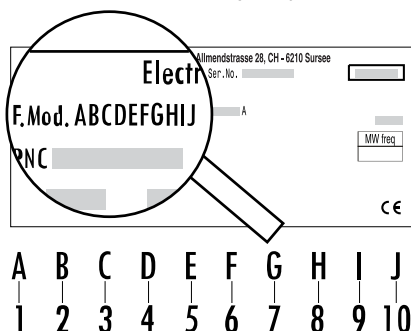 Allmendstrasse 28, CH - 6210 Sursee
Electr
Ser.No.
F.Mod. ABCDEFGHIJ
A
PNC
MW freq
CE
A B C D E F G H I J
1 2 3 4 5 6 7 8 9 10